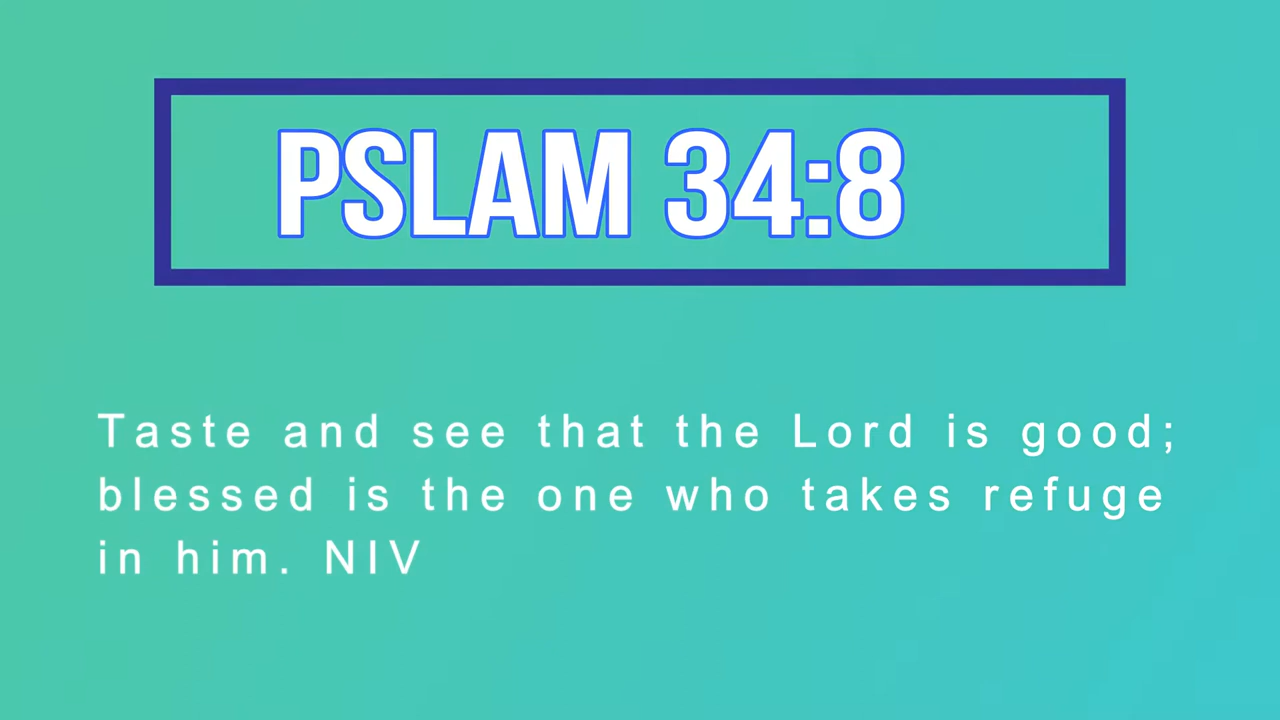 PSLAM 34:8
Taste and see that the Lord is good;
blessed is the one who takes refuge
in him. NIV